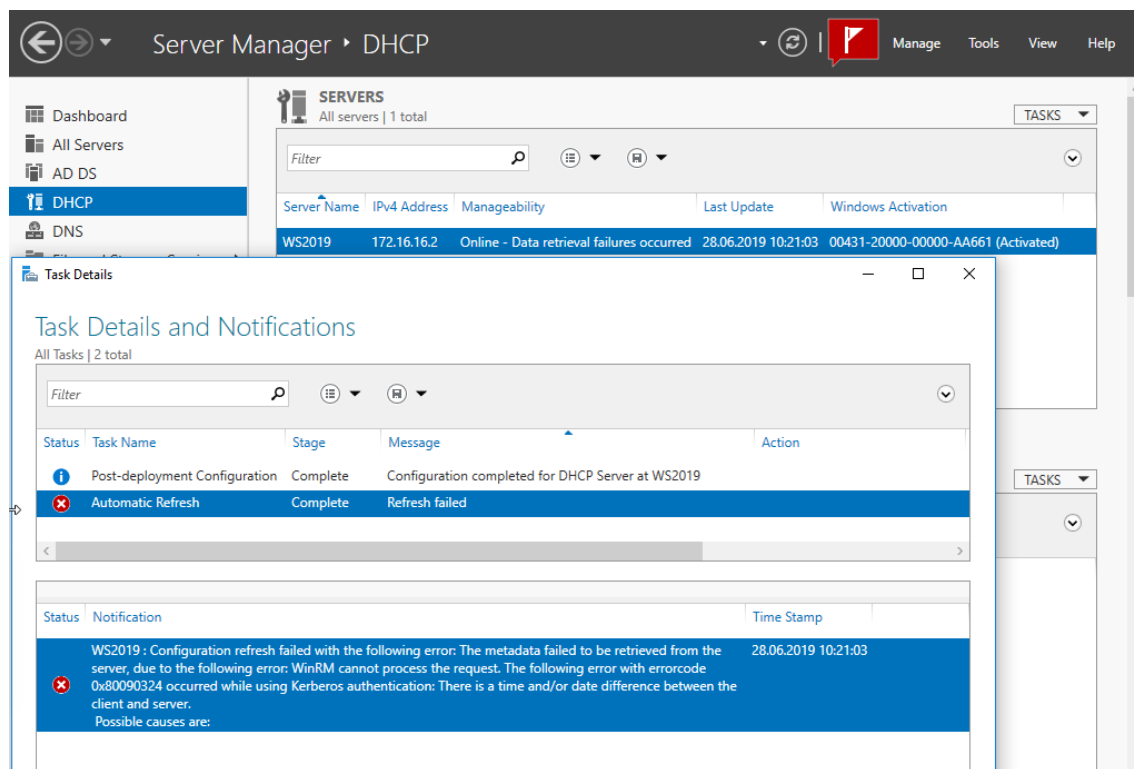 Server Manager ‣ DHCP
Manage Tools View Help
Dashboard
All Servers
AD DS
DHCP
DNS
SERVERS
All servers | 1 total
TASKS
Filter
Server Name IPv4 Address Manageability Last Update Windows Activation
WS2019 172.16.16.2 Online - Data retrieval failures occurred 28.06.2019 10:21:03 00431-20000-00000-AA661 (Activated)
Task Details
Task Details and Notifications
All Tasks | 2 total
Filter
Status Task Name Stage Message Action
Post-deployment Configuration Complete Configuration completed for DHCP Server at WS2019
Automatic Refresh Complete Refresh failed
TASKS
Status Notification Time Stamp
WS2019 : Configuration refresh failed with the following error: The metadata failed to be retrieved from the 28.06.2019 10:21:03
server, due to the following error: WinRM cannot process the request. The following error with errorcode
0x80090324 occurred while using Kerberos authentication: There is a time and/or date difference between the
client and server.
Possible causes are: